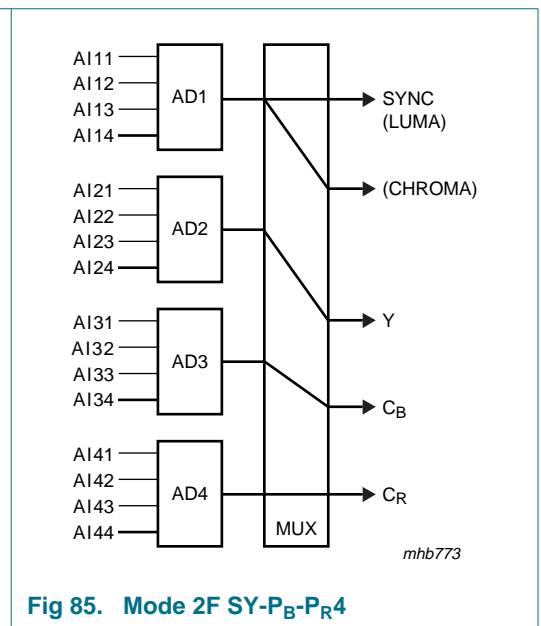 AI11
AI12
AI13
AI14
AD1
SYNC
(LUMA)
(CHROMA)
AI21
AI22
AI23
AI24
AD2
Y
AI31
AI32
AI33
AI34
AD3
CB
AI41
AI42
AI43
AI44
AD4
CR
MUX
mhb773
Fig 85. Mode 2F SY-PB-PR4